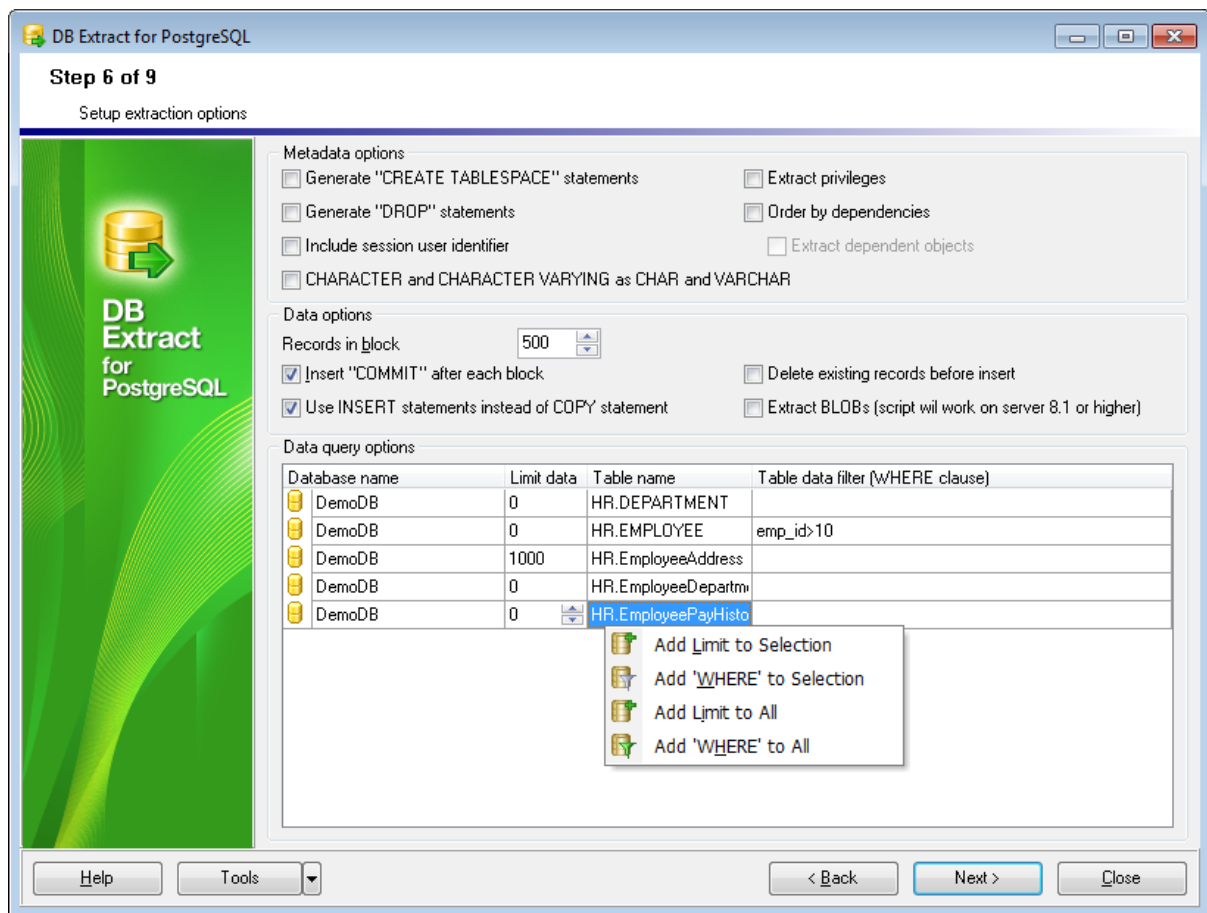 DB Extract for PostgreSQL
Step 6 of 9
Setup extraction options
DB
Extract
for
PostgreSQL
Metadata options
Generate "CREATE TABLESPACE" statements
Extract privileges
Generate "DROP" statements
Order by dependencies
Include session user identifier
Extract dependent objects
CHARACTER and CHARACTER VARYING as CHAR and VARCHAR
Data options
Records in block 500
Insert "COMMIT" after each block
Delete existing records before insert
Use INSERT statements instead of COPY statement
Extract BLOBs (script wil work on server 8.1 or higher)
Data query options
Database name Limit data Table name Table data filter (WHERE clause)
DemoDB 0 HR.DEPARTMENT
DemoDB 0 HR.EMPLOYEE emp_id>10
DemoDB 1000 HR.EmployeeAddress
DemoDB 0 HR.EmployeeDepartm
DemoDB 0 HR.EmployeePayHisto
Add Limit to Selection
Add 'WHERE' to Selection
Add Limit to All
Add 'WHERE' to All
Help Tools < Back Next > Close